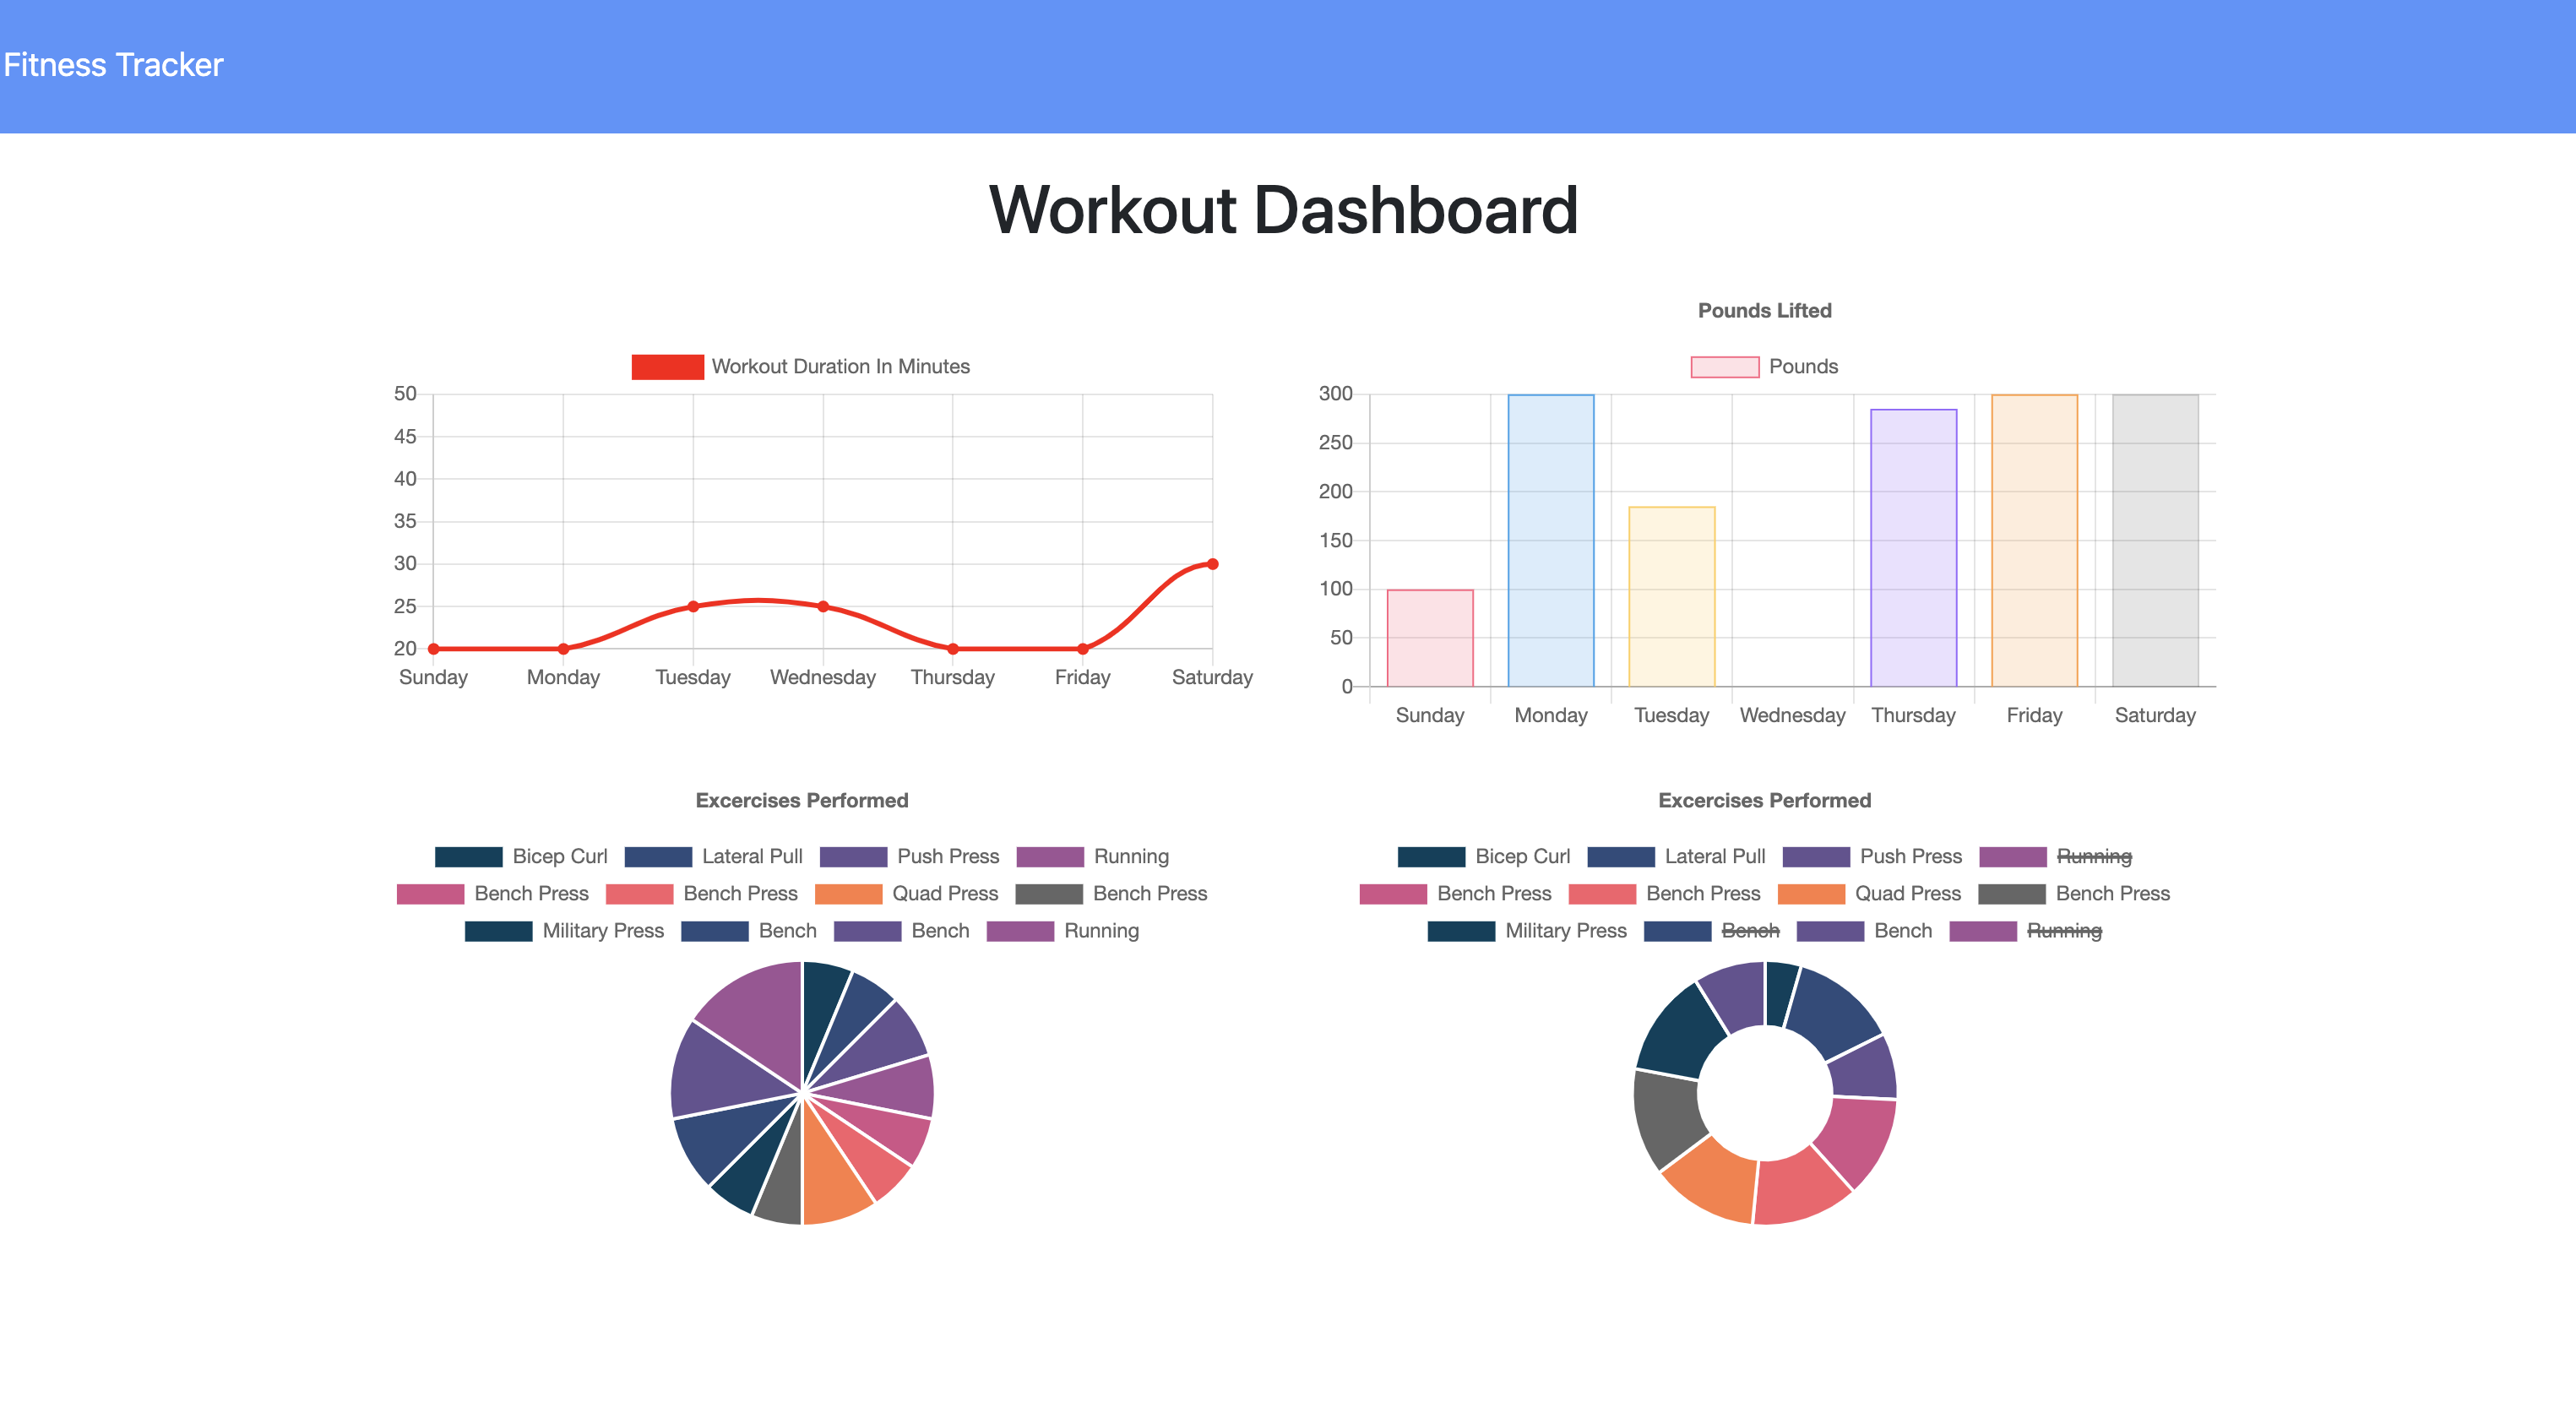 Fitness Tracker
Workout Dashboard
Workout Duration In Minutes
50
45
40
35
30
25
20
Sunday Monday Tuesday Wednesday Thursday Friday Saturday
Pounds Lifted
Pounds
300
250
200
150
100
50
0
Sunday Monday Tuesday Wednesday Thursday Friday Saturday
Excercises Performed
Bicep Curl Lateral Pull Push Press Running
Bench Press Bench Press Quad Press Bench Press
Military Press Bench Bench Running
Excercises Performed
Bicep Curl Lateral Pull Push Press Running
Bench Press Bench Press Quad Press Bench Press
Military Press Bench Bench Running